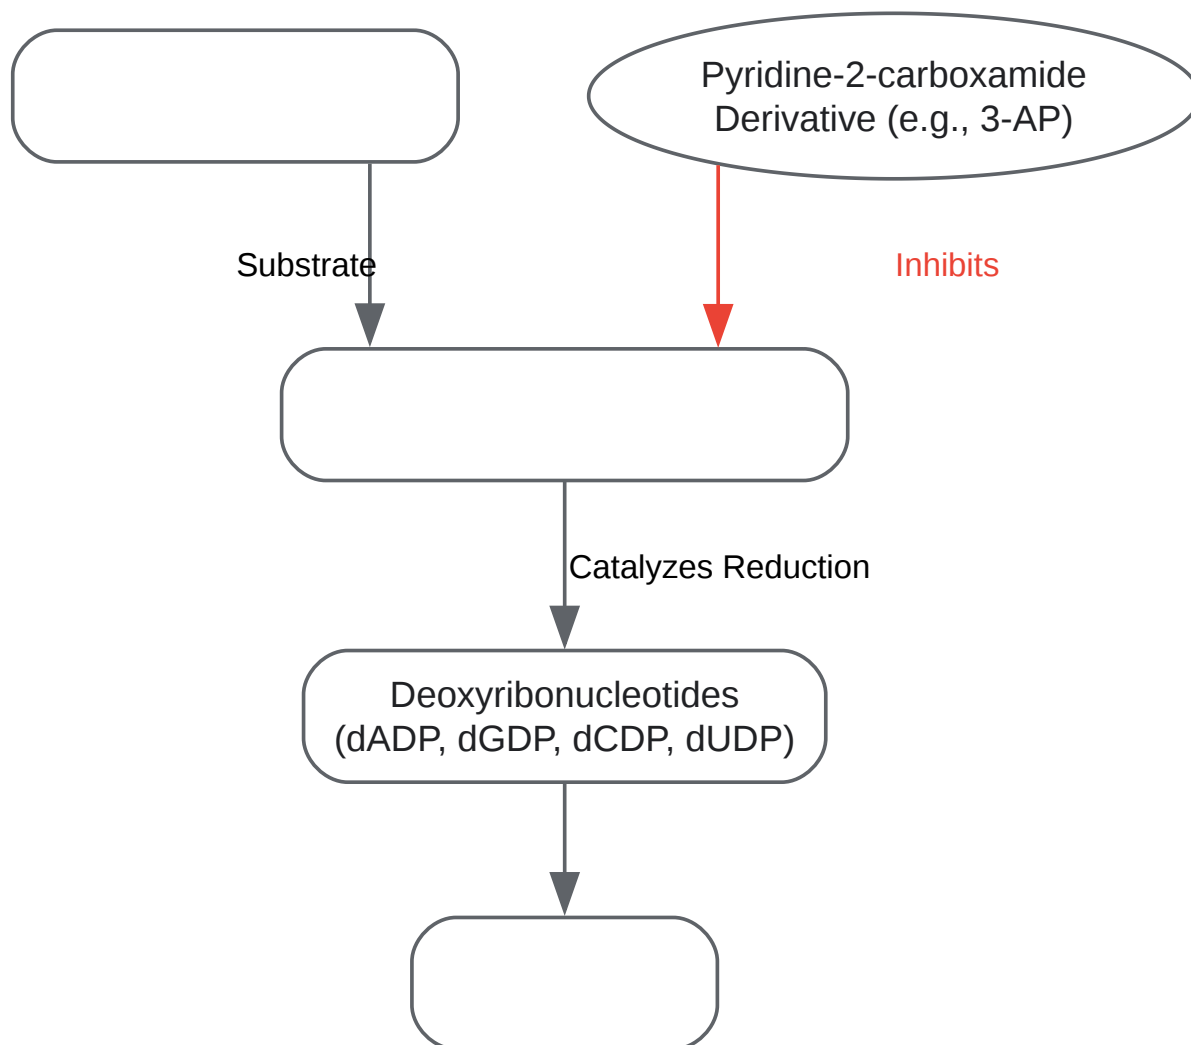 Pyridine-2-carboxamide
Derivative (e.g., 3-AP)
Substrate
Inhibits
Catalyzes Reduction
Deoxyribonucleotides
(dADP, dGDP, dCDP, dUDP)